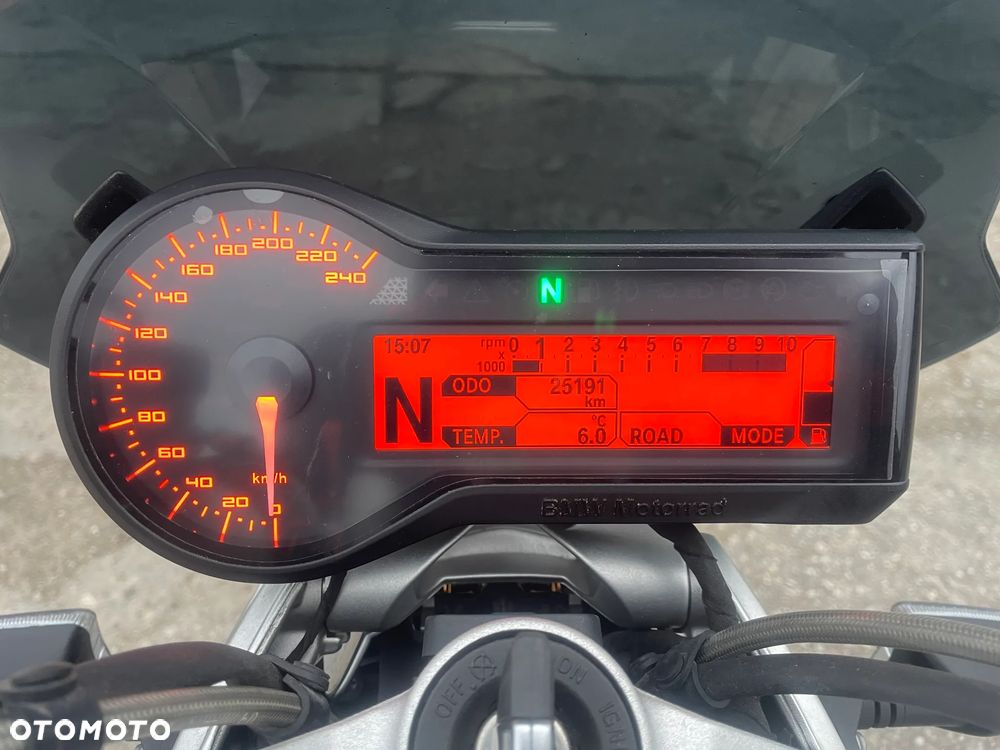 240
220
200
180
160
140
120
100
80
60
40
20
0
km/h
N
15:07
rpm
x
1000
0 1 2 3 4 5 6 7 8 9 10
N
ODO 25191
km
TEMP. °C
6.0
ROAD MODE
BMW Motorrad
OFF
ON
IGN
OTOMOTO